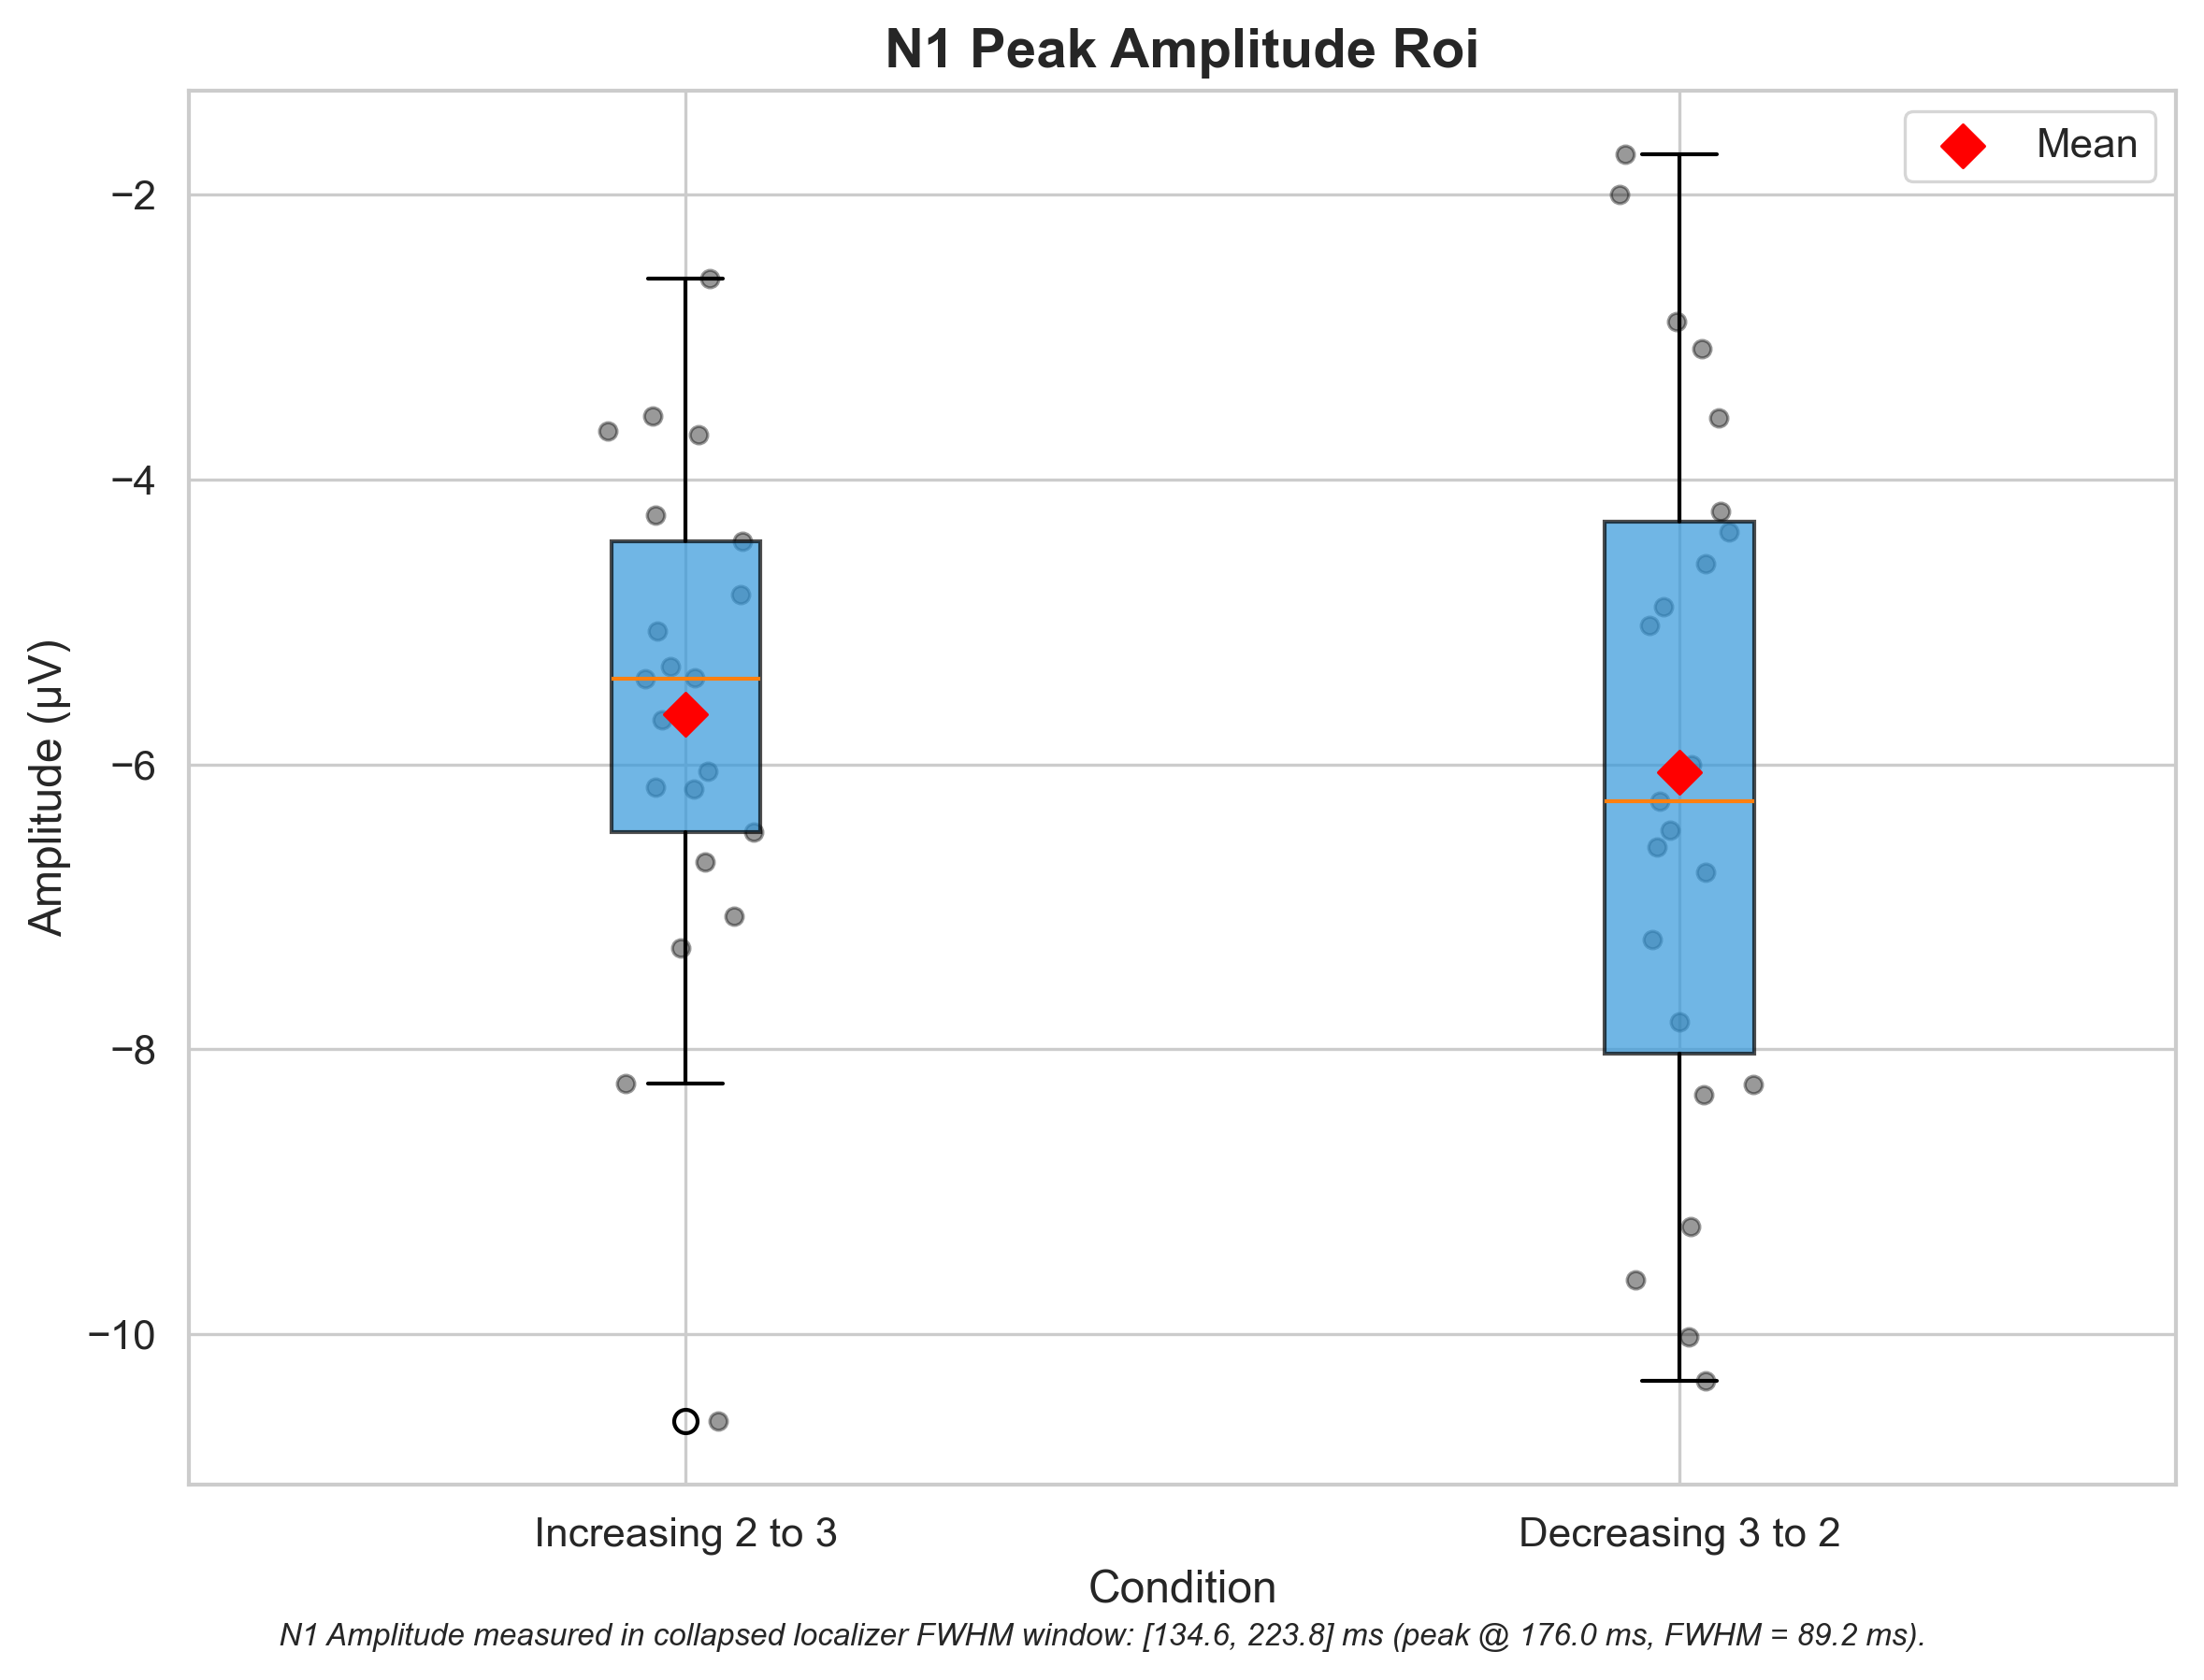 N1 Peak Amplitude Roi
Mean
−2
−4
−6
−8
−10
Amplitude (µV)
Increasing 2 to 3
Decreasing 3 to 2
Condition
N1 Amplitude measured in collapsed localizer FWHM window: [134.6, 223.8] ms (peak @ 176.0 ms, FWHM = 89.2 ms).